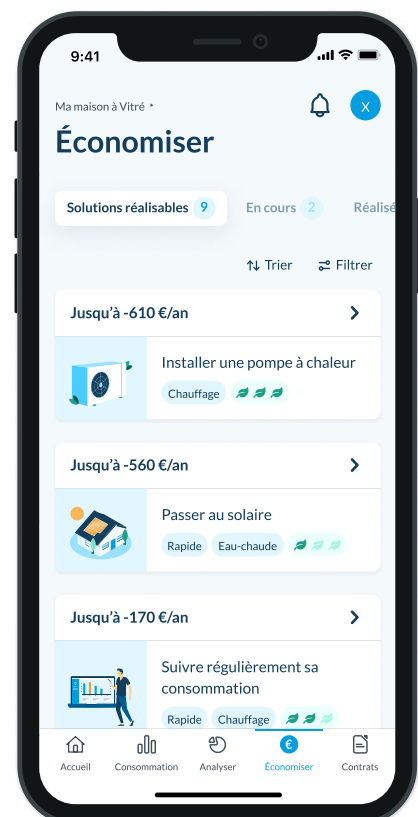 9:41
Ma maison à Vitré
X
Économiser
Solutions réalisables 9
En cours 2
Réalisé
Trier
Filtrer
Jusqu'à -610 €/an
Installer une pompe à chaleur
Chauffage
Jusqu'à -560 €/an
Passer au solaire
Rapide Eau-chaude
Jusqu'à -170 €/an
Suivre régulièrement sa
consommation
Rapide Chauffage
€
Accueil Consommation Analyser Économiser Contrats